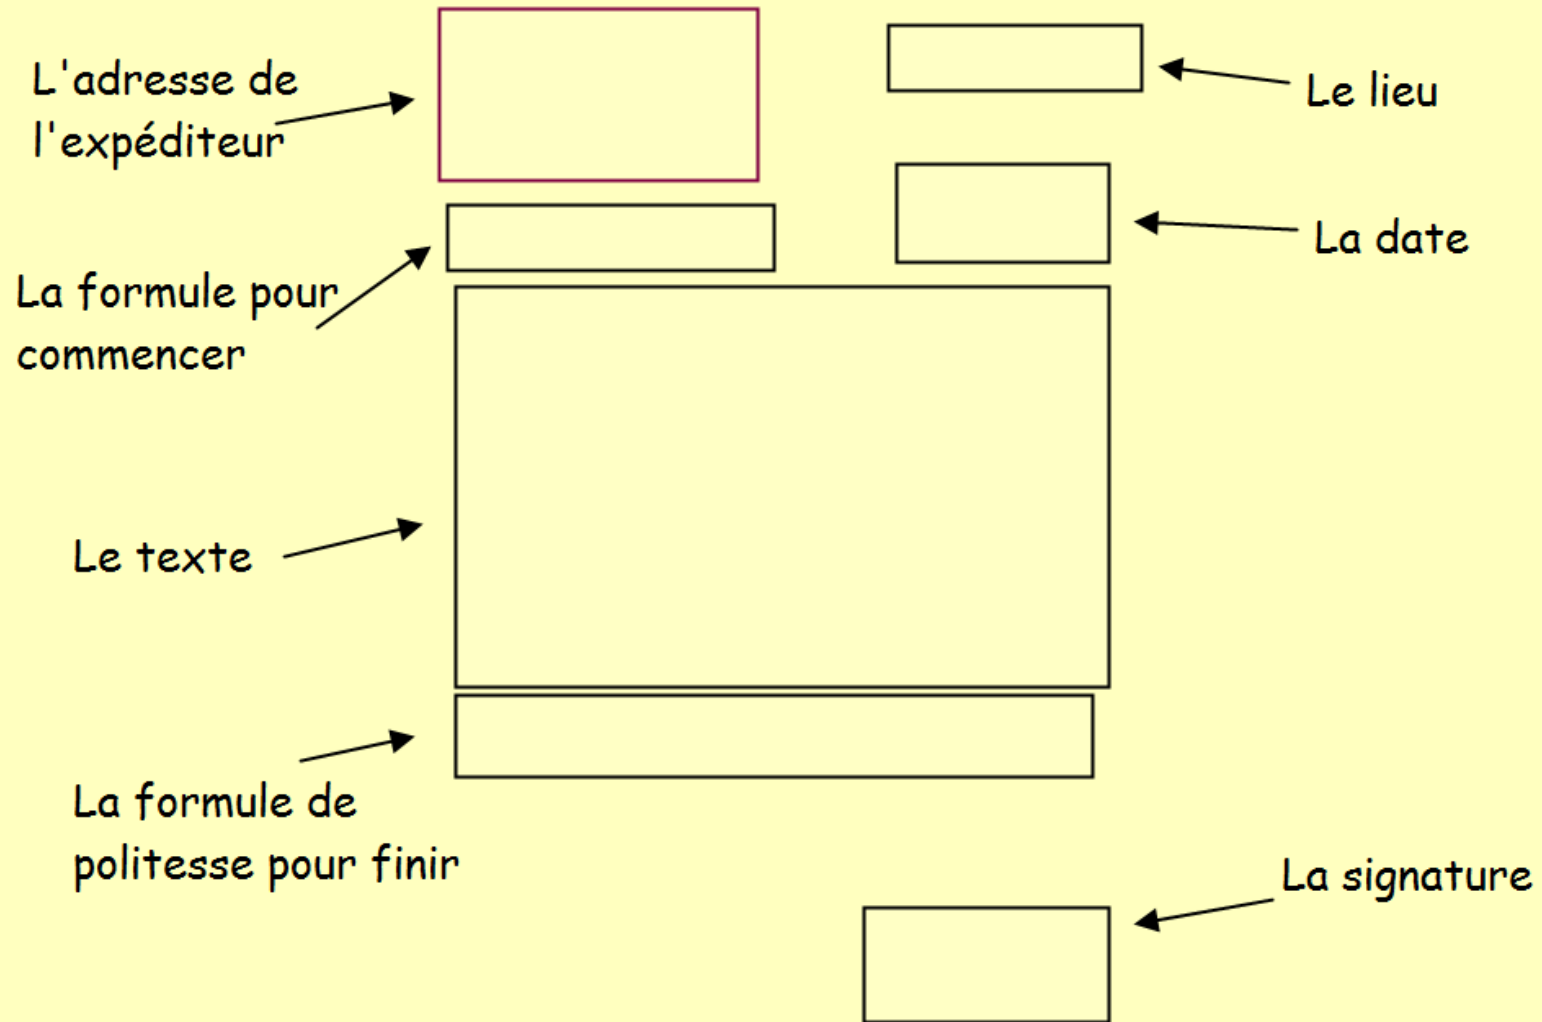 L'adresse de
l'expéditeur
Le lieu
La date
La formule pour
commencer
Le texte
La formule de
politesse pour finir
La signature